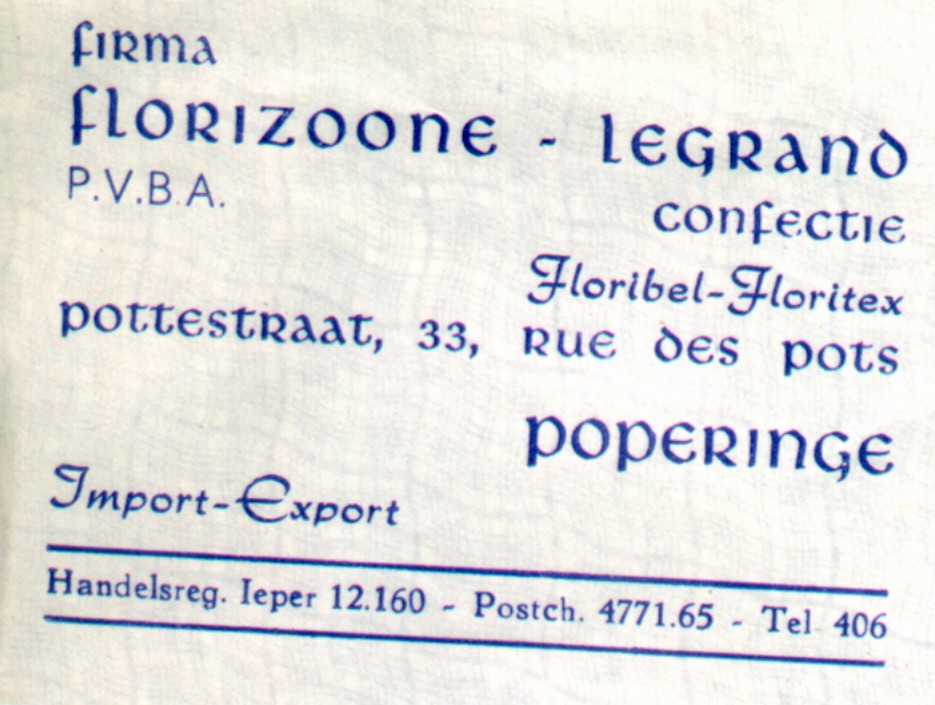 Firma
Florizoone - Legrand
P.V.B.A.
confectie
Floribel-Floritex
pottestraat, 33, Rue des pots
poperinge
Import-Export
Handelsreg. Ieper 12.160 - Postch. 4771.65 - Tel 406